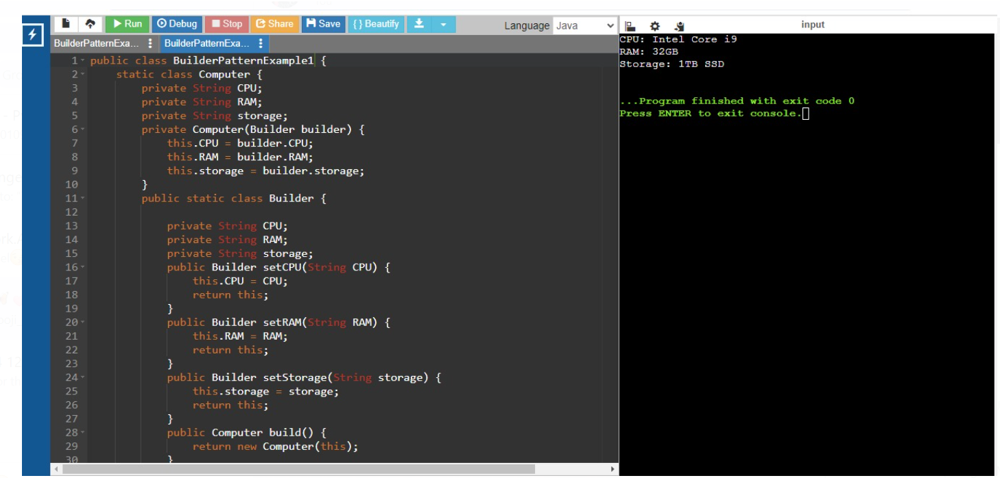 Run Debug Stop Share Save { } Beautify Language Java
BuilderPatternExa... BuilderPatternExa...
1 public class BuilderPatternExample1 {
2 static class Computer {
3 private String CPU;
4 private String RAM;
5 private String storage;
6 private Computer(Builder builder) {
7 this.CPU = builder.CPU;
8 this.RAM = builder.RAM;
9 this.storage = builder.storage;
10 }
11 public static class Builder {
12
13 private String CPU;
14 private String RAM;
15 private String storage;
16 public Builder setCPU(String CPU) {
17 this.CPU = CPU;
18 return this;
19 }
20 public Builder setRAM(String RAM) {
21 this.RAM = RAM;
22 return this;
23 }
24 public Builder setStorage(String storage) {
25 this.storage = storage;
26 return this;
27 }
28 public Computer build() {
29 return new Computer(this);
30 }
input
CPU: Intel Core i9
RAM: 32GB
Storage: 1TB SSD
...Program finished with exit code 0
Press ENTER to exit console.